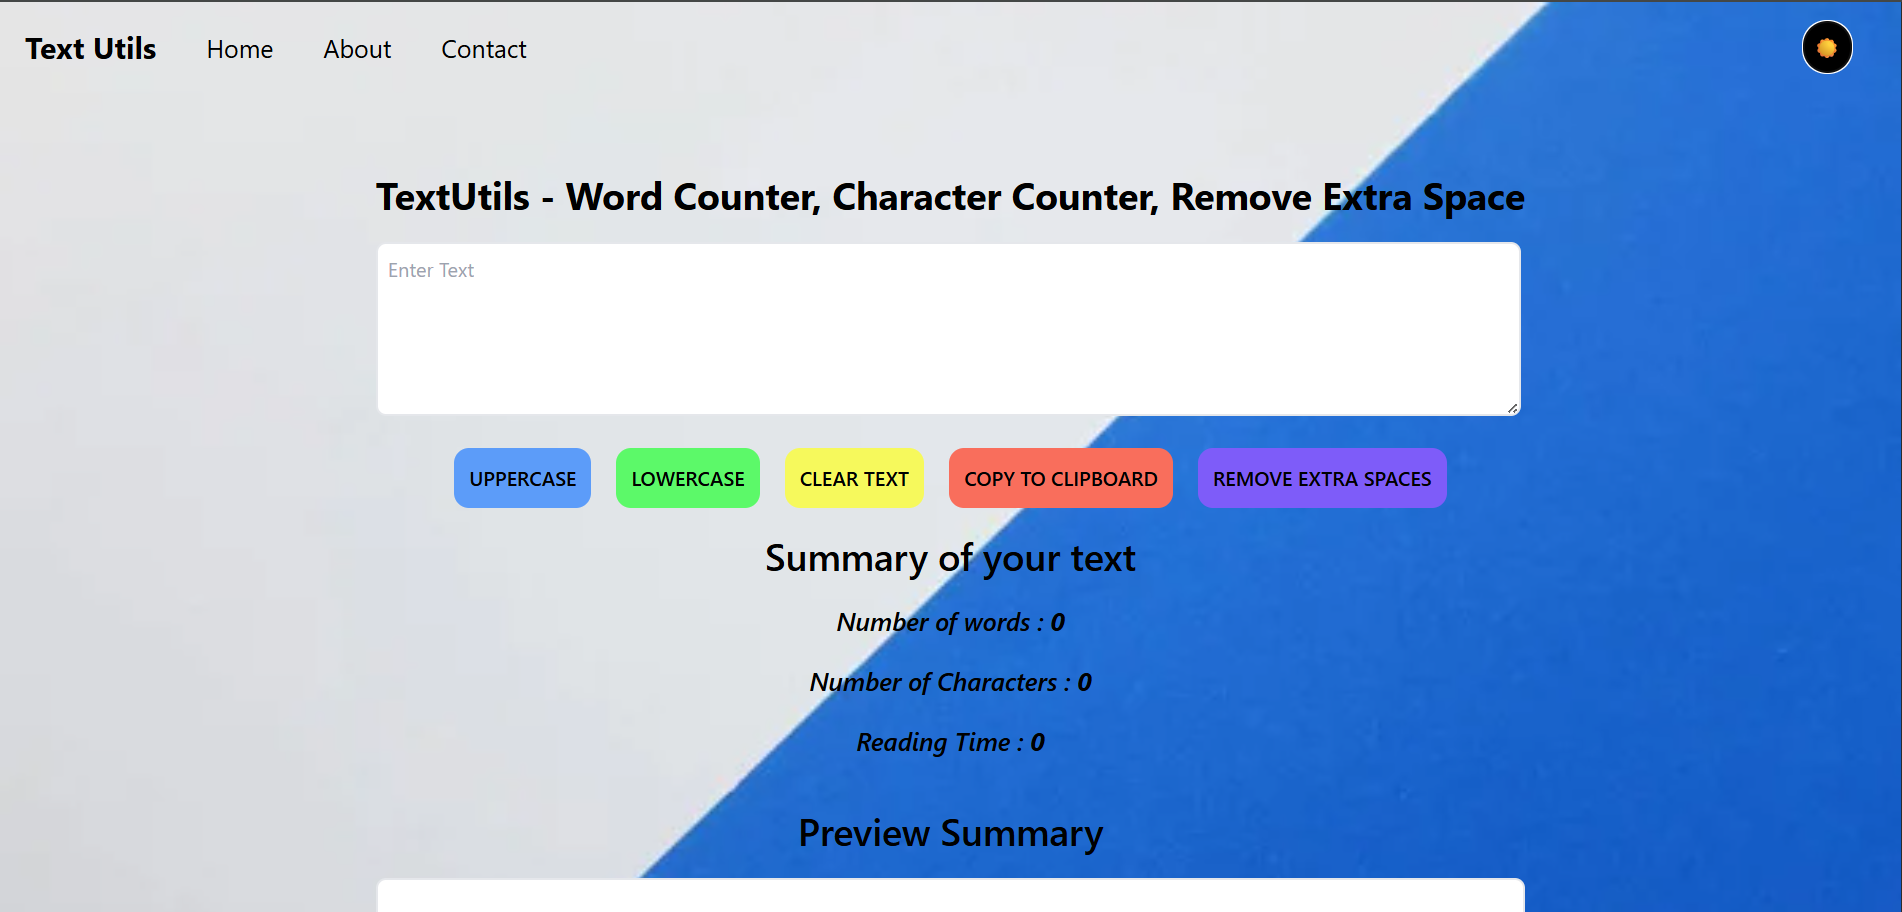 Text Utils Home About Contact
TextUtils - Word Counter, Character Counter, Remove Extra Space
Enter Text
UPPERCASE LOWERCASE CLEAR TEXT COPY TO CLIPBOARD REMOVE EXTRA SPACES
Summary of your text
Number of words : 0
Number of Characters : 0
Reading Time : 0
Preview Summary